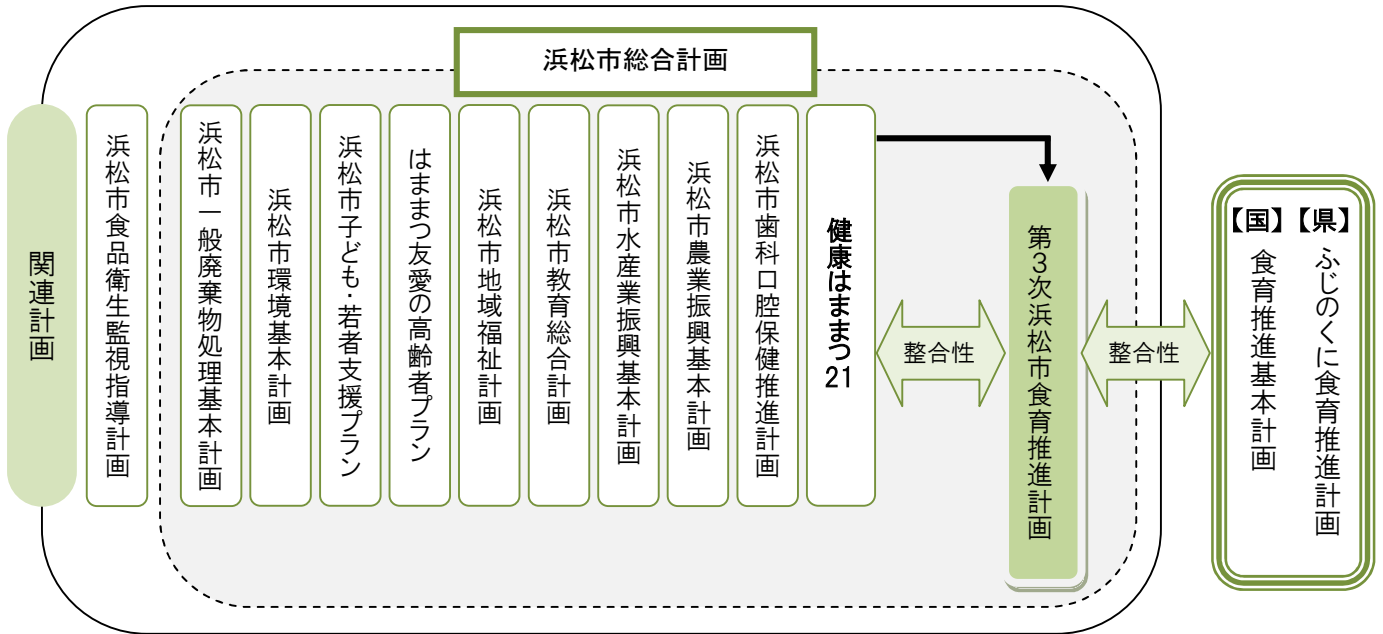 浜松市総合計画
関連計画
浜松市食品衛生監視指導計画
浜松市一般廃棄物処理基本計画
浜松市環境基本計画
浜松市子ども・若者支援プラン
はままつ友愛の高齢者プラン
浜松市地域福祉計画
浜松市教育総合計画
浜松市水産業振興基本計画
浜松市農業振興基本計画
浜松市歯科口腔保健推進計画
健康はままつ21
整合性
第3次浜松市食育推進計画
整合性
【県】ふじのくに食育推進計画
【国】食育推進基本計画